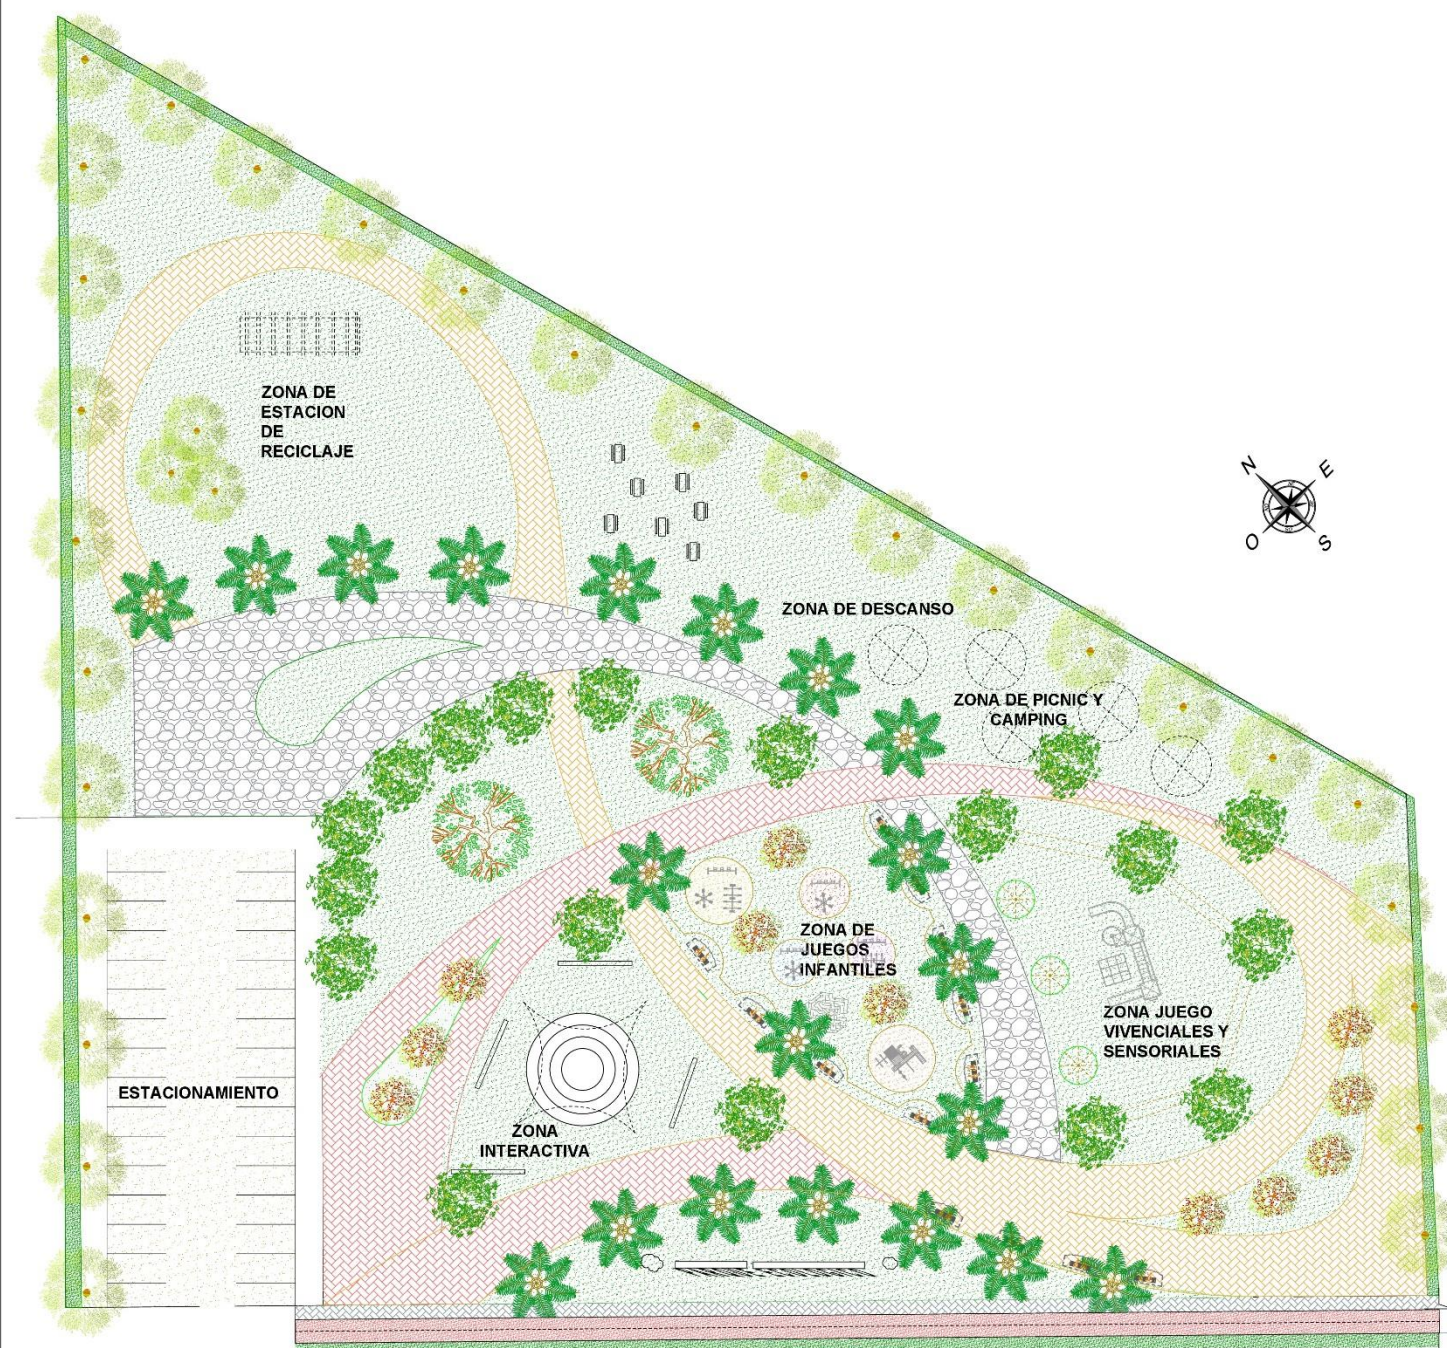 ZONA DE
ESTACION
DE
RECICLAJE
N
E
O
S
ZONA DE DESCANSO
ZONA DE PICNIC Y
CAMPING
ZONA DE
JUEGOS
INFANTILES
ZONA JUEGO
VIVENCIALES Y
SENSORIALES
ESTACIONAMIENTO
ZONA
INTERACTIVA